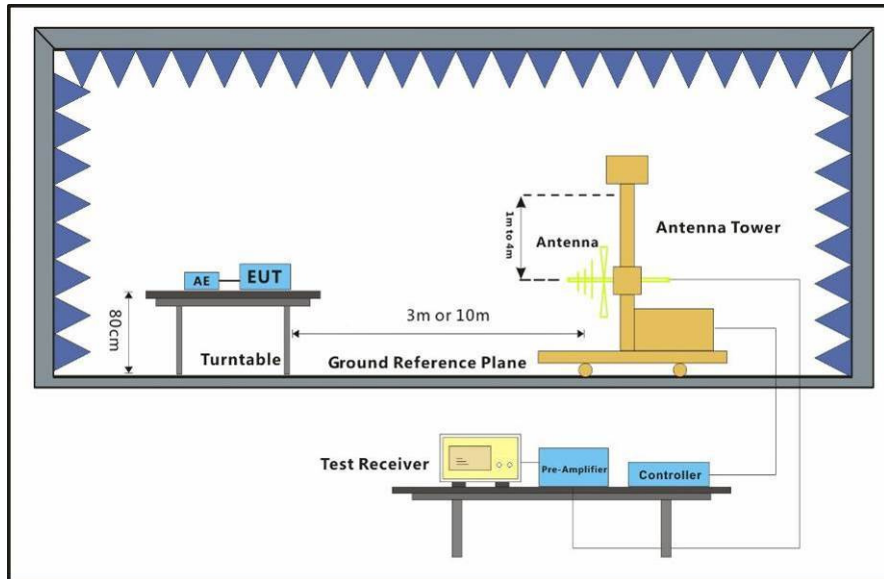 1m to 4m
Antenna
Antenna Tower
AE
EUT
80cm
3m or 10m
Turntable
Ground Reference Plane
Test Receiver
Pre-Amplifier
Controller